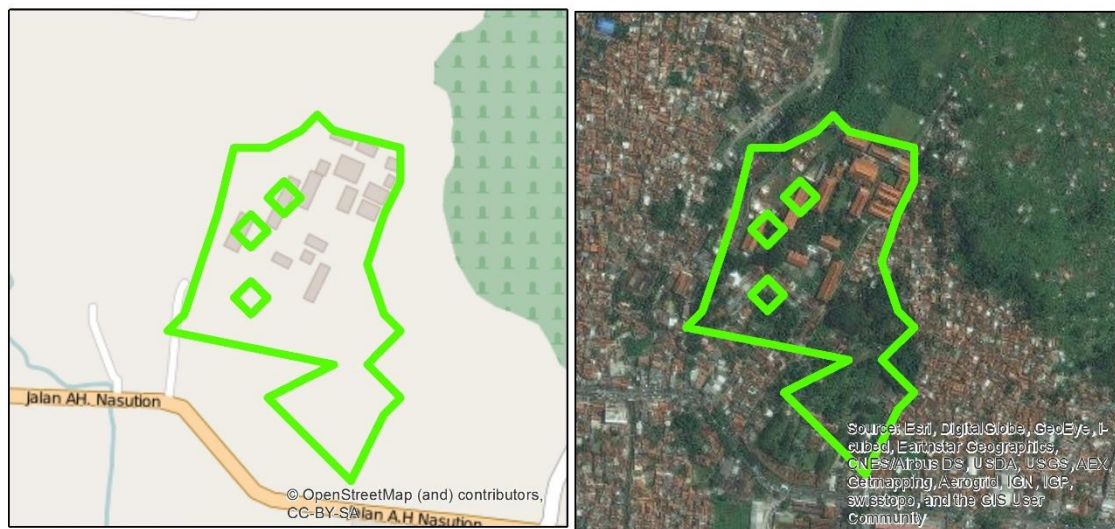 Jalan AH. Nasution
© OpenStreetMap (and) contributors,
CC-BY-SA
Jalan A.H Nasution
Source: Esri, DigitalGlobe, GeoEye, i-
cubed, Earthstar Geographics,
CNES/Airbus DS, USDA, USGS, AEX,
Getmapping, Aerogrid, IGN, IGP,
swisstopo, and the GIS User
Community